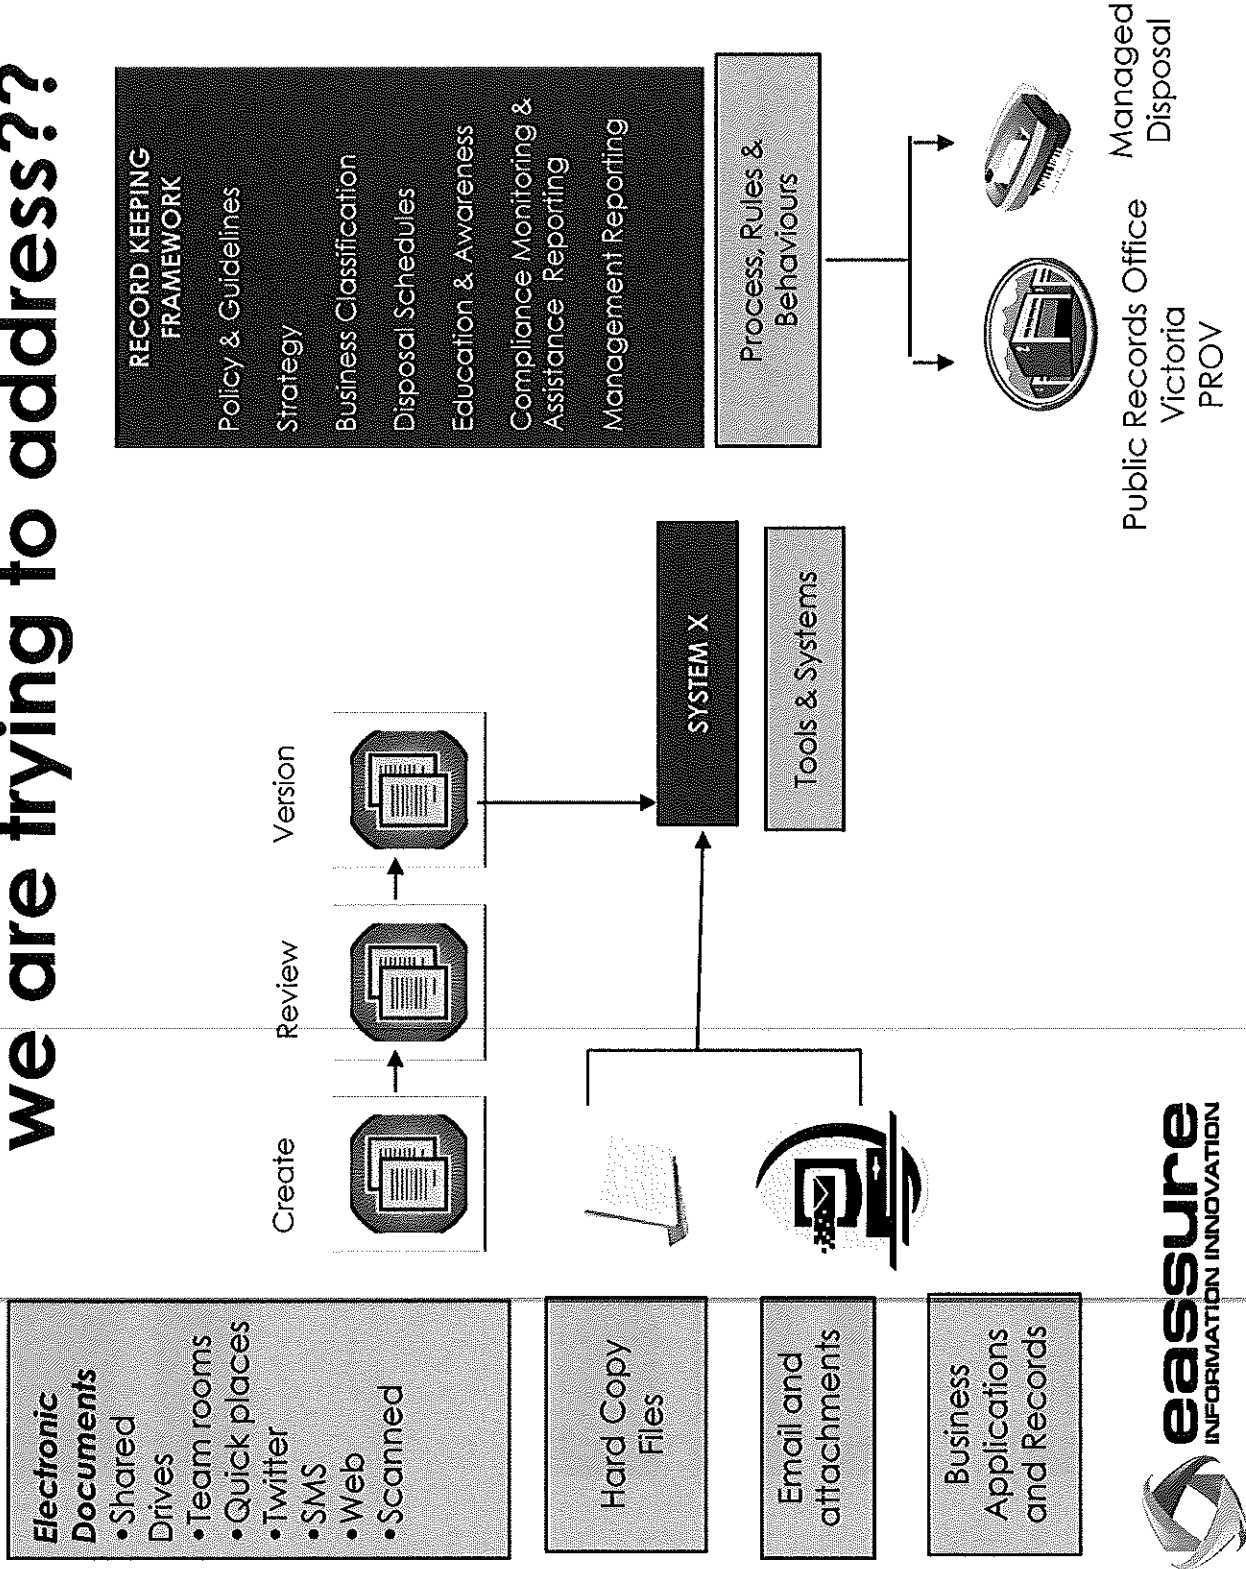 we are trying to address??
Electronic
Documents
•Shared
Drives
•Team rooms
•Quick places
•Twitter
•SMS
•Web
•Scanned
Hard Copy
Files
Email and
attachments
Business
Applications
and Records
Create
Review
Version
SYSTEM X
Tools & Systems
RECORD KEEPING
FRAMEWORK
Policy & Guidelines
Strategy
Business Classification
Disposal Schedules
Education & Awareness
Compliance Monitoring &
Assistance Reporting
Management Reporting
Process, Rules &
Behaviours
Public Records Office
Victoria
PROV
Managed
Disposal
eassure
INFORMATION INNOVATION